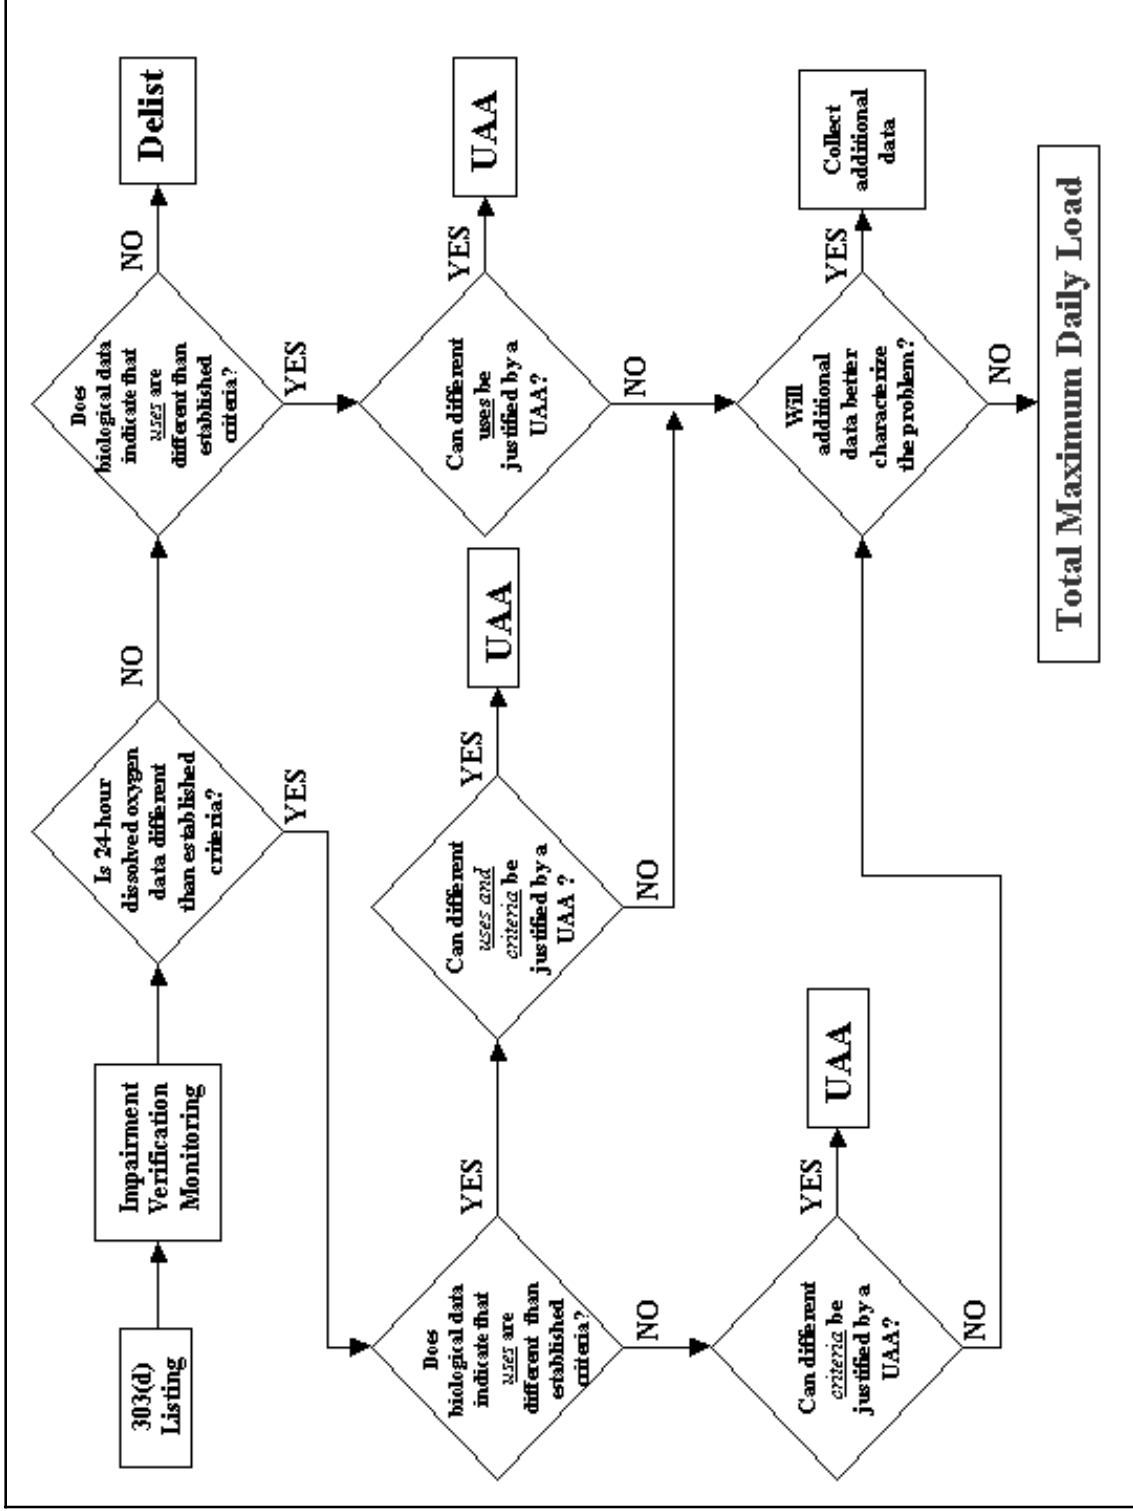 303(d)
Listing
Impairment
Verification
Monitoring
Is 24-hour
dissolved oxygen
data different
than established
criteria?
NO
YES
Does
biological data
indicate that
uses are
different than
established
criteria?
NO
Delist
YES
Does
biological data
indicate that
uses are
different than
established
criteria?
YES
NO
Can different
uses and
criteria be
justified by a
UAA ?
YES
UAA
NO
Can different
uses be
justified by a
UAA?
YES
UAA
NO
Can different
criteria be
justified by a
UAA?
YES
UAA
NO
Will
additional
data better
characterize
the problem?
YES
Collect
additional
data
NO
Total Maximum Daily Load